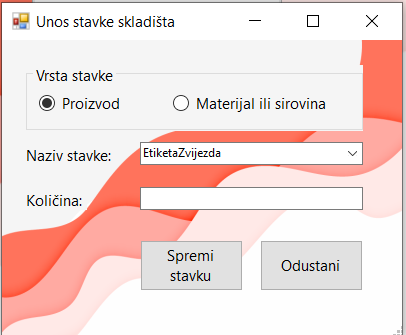 Unos stavke skladišta
Vrsta stavke
Proizvod
Materijal ili sirovina
Naziv stavke:
EtiketaZvijezda
Količina:
Spremi
stavku
Odustani